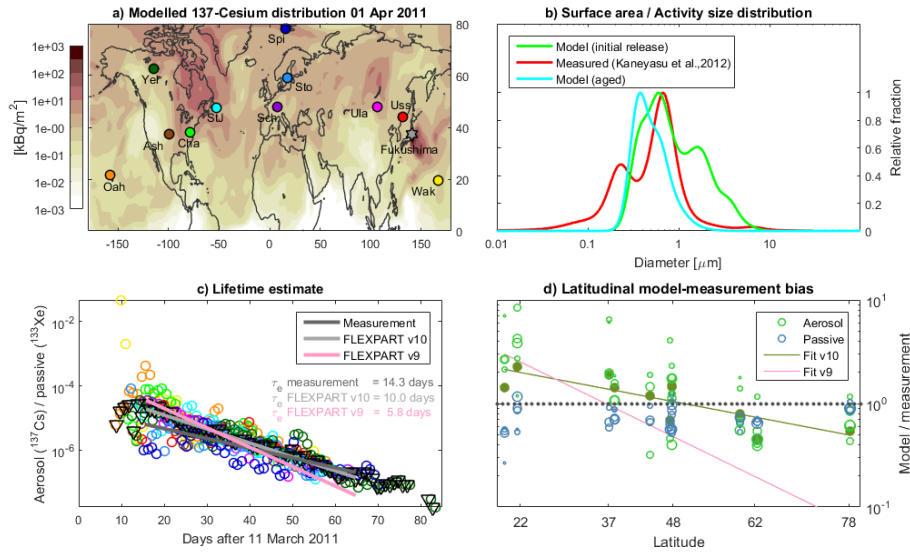 a) Modelled 137-Cesium distribution 01 Apr 2011
[kBq/m²]
1e+03
1e+02
1e+01
1e-00
1e-01
1e-02
1e-03
80
60
40
20
0
-150
-100
-50
0
50
100
150
Spi
Yel
Sto
StJ
Sch
Ula
Uss
Ash
Cha
Fukushima
Oah
Wak
b) Surface area / Activity size distribution
Model (initial release)
Measured (Kaneyasu et al.,2012)
Model (aged)
1
0.8
0.6
0.4
0.2
0
Relative fraction
0.01
0.1
1
10
Diameter [μm]
c) Lifetime estimate
Aerosol (¹³⁷Cs) / passive (¹³³Xe)
10⁻²
10⁻⁴
10⁻⁶
Measurement
FLEXPART v10
FLEXPART v9
τₑ measurement = 14.3 days
τₑ FLEXPART v10 = 10.0 days
τₑ FLEXPART v9 = 5.8 days
0
10
20
30
40
50
60
70
80
Days after 11 March 2011
d) Latitudinal model-measurement bias
Aerosol
Passive
Fit v10
Fit v9
10¹
10⁰
10⁻¹
Model / measurement
22
37
48
62
78
Latitude